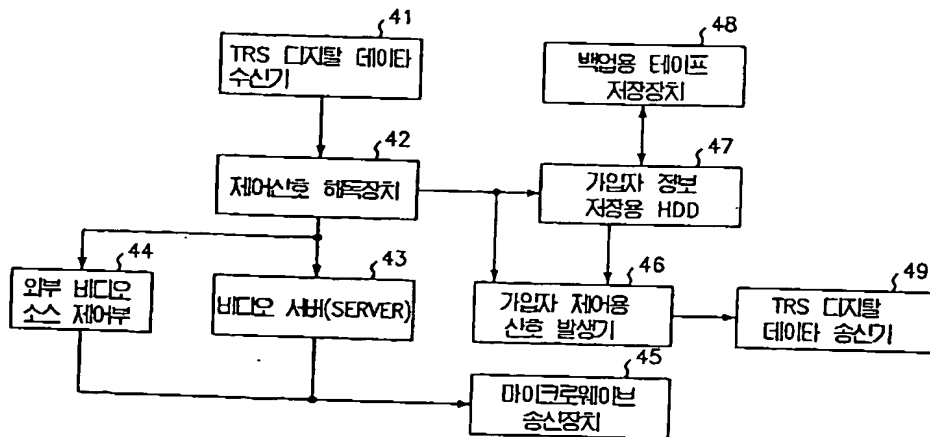 41
TRS 디지탈 데이타
수신기
48
백업용 테이프
저장장치
42
제어신호 해독장치
47
가입자 정보
저장용 HDD
44
외부 비디오
소스 제어부
43
비디오 서버(SERVER)
46
가입자 제어용
신호 발생기
49
TRS 디지탈
데이타 송신기
45
마이크로웨이브
송신장치